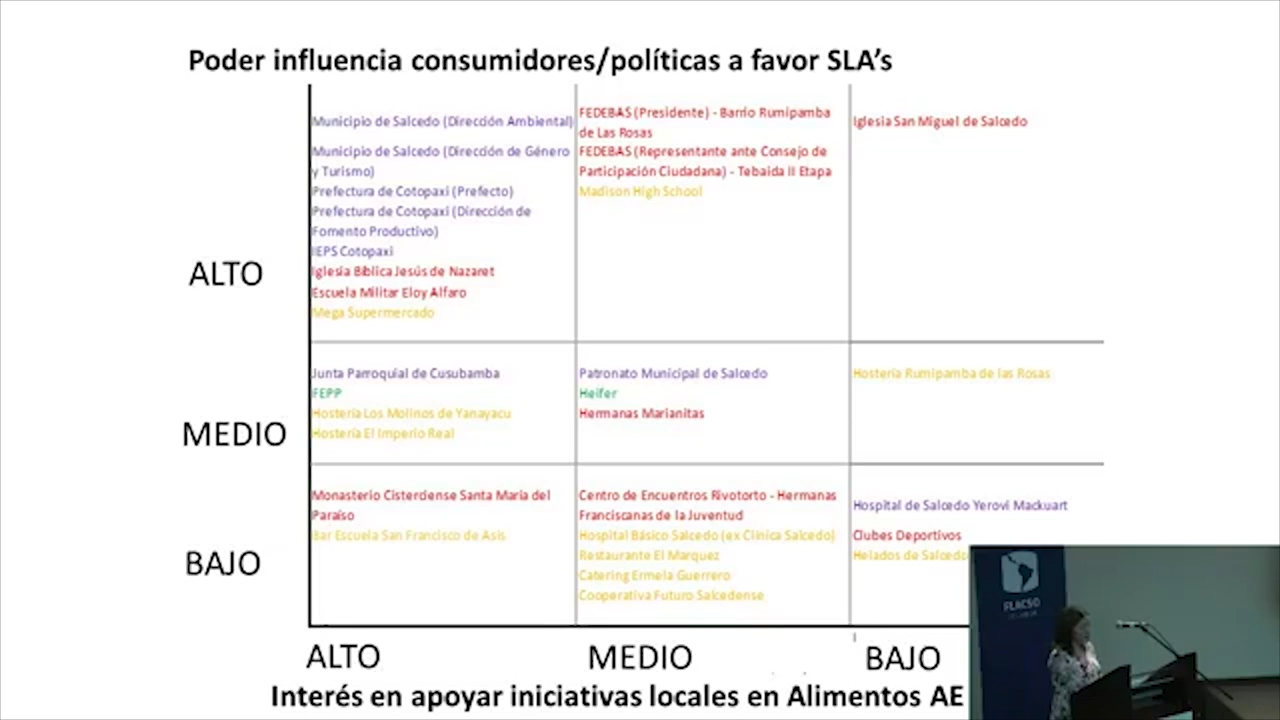 Poder influencia consumidores/políticas a favor SLA’s
ALTO
Municipio de Salcedo (Dirección Ambiental)
Municipio de Salcedo (Dirección de Género
y Turismo)
Prefectura de Cotopaxi (Prefecto)
Prefectura de Cotopaxi (Dirección de
Fomento Productivo)
IEPS Cotopaxi
Iglesia Bíblica Jesús de Nazaret
Escuela Militar Eloy Alfaro
Mega Supermercado
FEDEBAS (Presidente) - Barrio Rumipamba
de Las Rosas
FEDEBAS (Representante ante Consejo de
Participación Ciudadana) - Tebaida II Etapa
Madison High School
Iglesia San Miguel de Salcedo
MEDIO
Junta Parroquial de Cusubamba
FEPP
Hostería Los Molinos de Yanayacu
Hostería El Imperio Real
Patronato Municipal de Salcedo
Heifer
Hermanas Marianitas
Hostería Rumipamba de las Rosas
BAJO
Monasterio Cisterciense Santa María del
Paraíso
Bar Escuela San Francisco de Asis
Centro de Encuentros Rivotorto - Hermanas
Franciscanas de la Juventud
Hospital Básico Salcedo (ex Clínica Salcedo)
Restaurante El Marquez
Catering Ermela Guerrero
Cooperativa Futuro Salcedense
Hospital de Salcedo Yerovi Mackuart
Clubes Deportivos
Helados de Salcedo
ALTO
MEDIO
BAJO
Interés en apoyar iniciativas locales en Alimentos AE
FLACSO